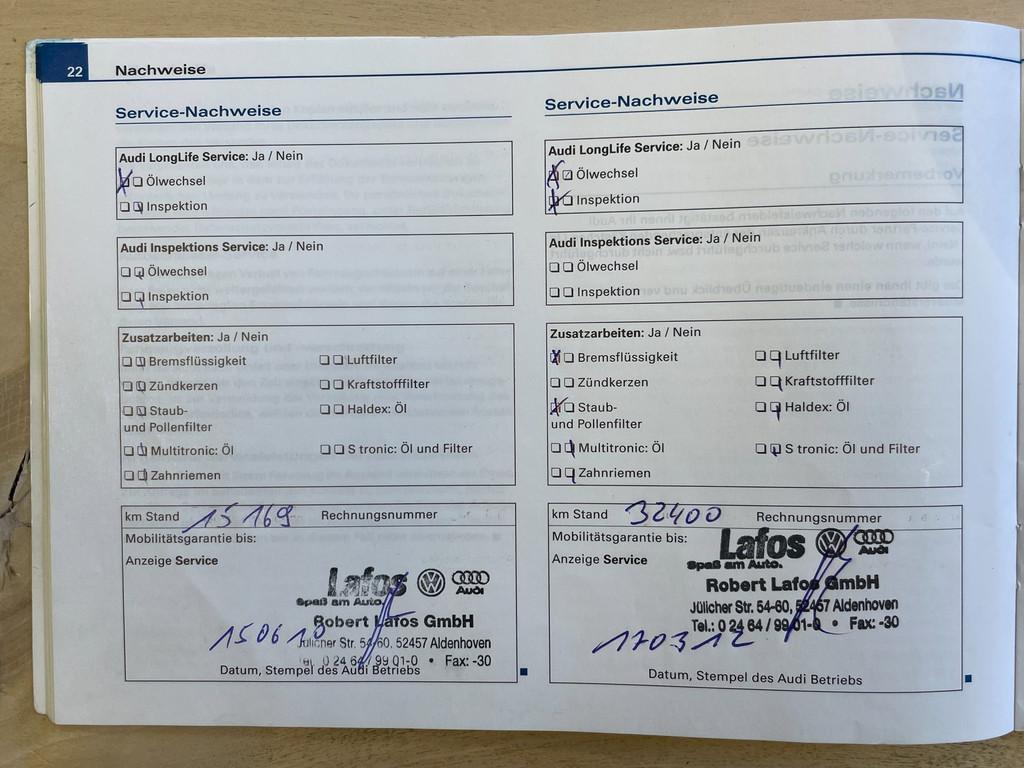 22 Nachweise
Service-Nachweise
Audi LongLife Service: Ja / Nein
Ölwechsel
Inspektion
Audi Inspektions Service: Ja / Nein
Ölwechsel
Inspektion
Zusatzarbeiten: Ja / Nein
Bremsflüssigkeit Luftfilter
Zündkerzen Kraftstofffilter
Staub- Haldex: Öl
und Pollenfilter
Multitronic: Öl S tronic: Öl und Filter
Zahnriemen
km Stand 15169 Rechnungsnummer
Mobilitätsgarantie bis:
Anzeige Service
Lafos Audi
Spaß am Auto.
Robert Lafos GmbH
150610 Jülicher Str. 54-60, 52457 Aldenhoven
Tel.: 0 24 64 / 99 01-0 • Fax: -30
Datum, Stempel des Audi Betriebs
Service-Nachweise
Audi LongLife Service: Ja / Nein
Ölwechsel
Inspektion
Audi Inspektions Service: Ja / Nein
Ölwechsel
Inspektion
Zusatzarbeiten: Ja / Nein
Bremsflüssigkeit Luftfilter
Zündkerzen Kraftstofffilter
Staub- Haldex: Öl
und Pollenfilter
Multitronic: Öl S tronic: Öl und Filter
Zahnriemen
km Stand 32400 Rechnungsnummer
Mobilitätsgarantie bis:
Anzeige Service
Lafos Audi
Spaß am Auto.
Robert Lafos GmbH
Jülicher Str. 54-60, 52457 Aldenhoven
Tel.: 0 24 64 / 99 01-0 • Fax: -30
170312
Datum, Stempel des Audi Betriebs